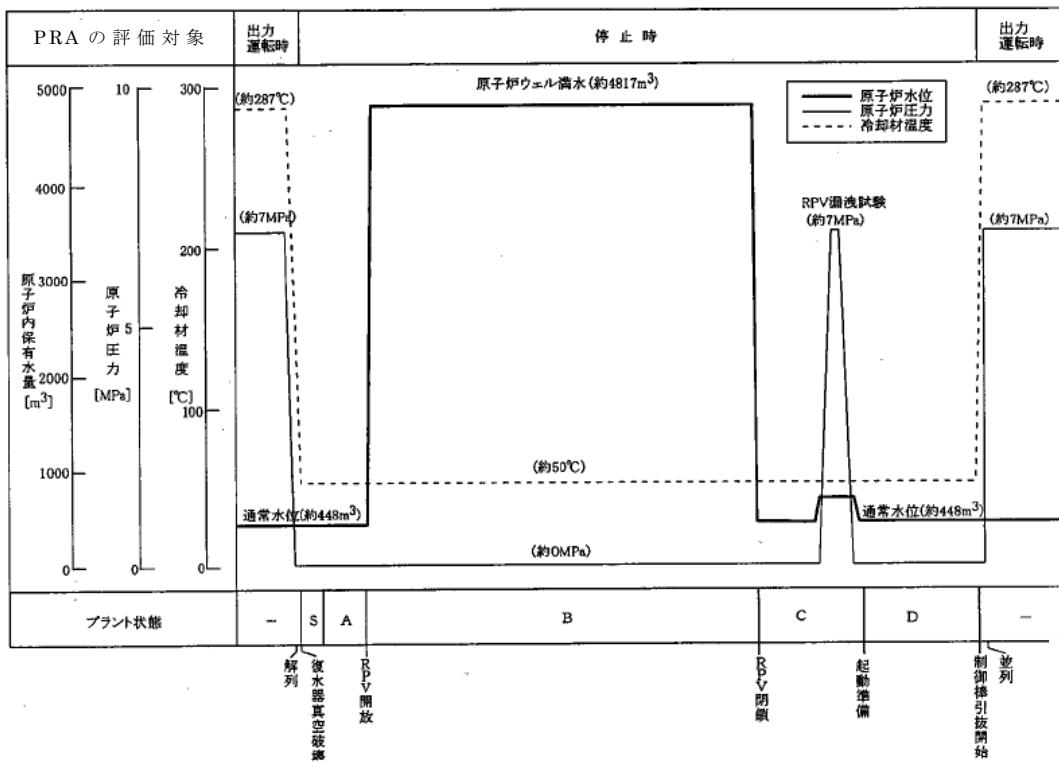 PRAの評価対象
出力
運転時
停止時
出力
運転時
5000
4000
3000
2000
1000
0
原子炉内保有水量
[m³]
10
5
0
原子炉圧力
[MPa]
300
200
100
0
冷却材温度
[℃]
(約287℃)
(約7MPa)
原子炉ウェル満水(約4817m³)
原子炉水位
原子炉圧力
冷却材温度
(約287℃)
RPV漏洩試験
(約7MPa)
(約7MPa)
(約50℃)
通常水位(約448m³)
通常水位(約448m³)
(約0MPa)
プラント状態
－
S
A
B
C
D
－
解列
復水器真空破壊
RPV開放
RPV閉鎖
起動準備
制御棒引抜開始
並列